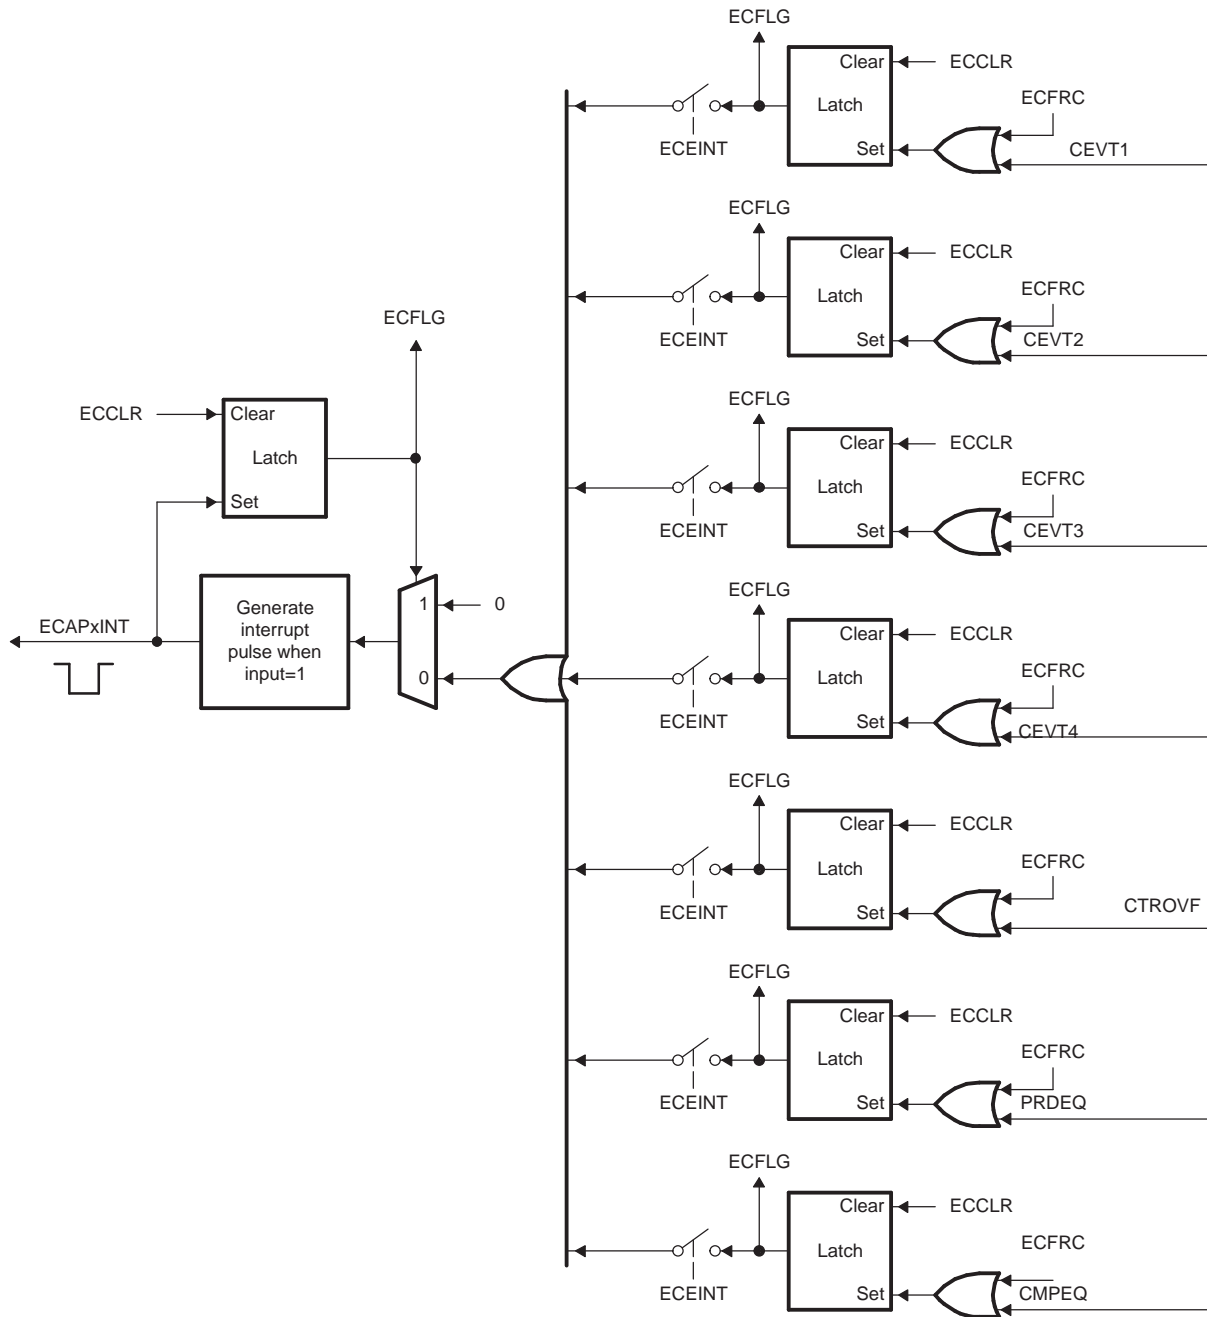 ECFLG
Clear
ECCLR
Latch
ECFRC
ECEINT
Set
CEVT1
ECFLG
Clear
ECCLR
Latch
ECFRC
ECEINT
Set
CEVT2
ECFLG
ECCLR
Clear
Latch
Set
ECFLG
Clear
ECCLR
Latch
ECFRC
ECEINT
Set
CEVT3
ECAPxINT
Generate
interrupt
pulse when
input=1
1
0
0
ECFLG
Clear
ECCLR
Latch
ECFRC
ECEINT
Set
CEVT4
ECFLG
Clear
ECCLR
Latch
ECFRC
ECEINT
Set
CTROVF
ECFLG
Clear
ECCLR
Latch
ECFRC
ECEINT
Set
PRDEQ
ECFLG
Clear
ECCLR
Latch
ECFRC
ECEINT
Set
CMPEQ